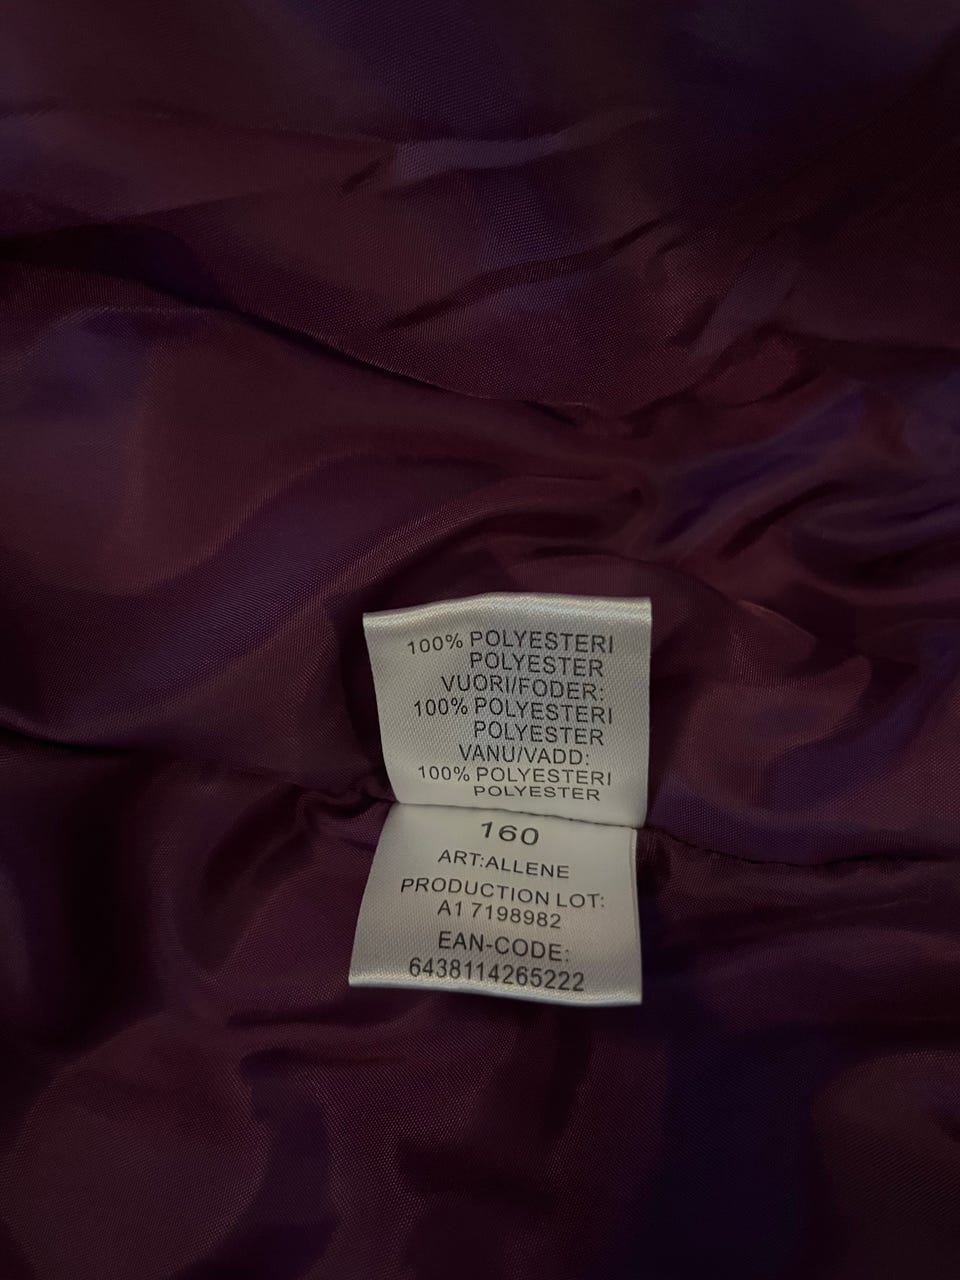 100% POLYESTERI
POLYESTER
VUORI/FODER:
100% POLYESTERI
POLYESTER
VANU/VADD:
100% POLYESTERI
POLYESTER
160
ART:ALLENE
PRODUCTION LOT:
A1 7198982
EAN-CODE:
6438114265222